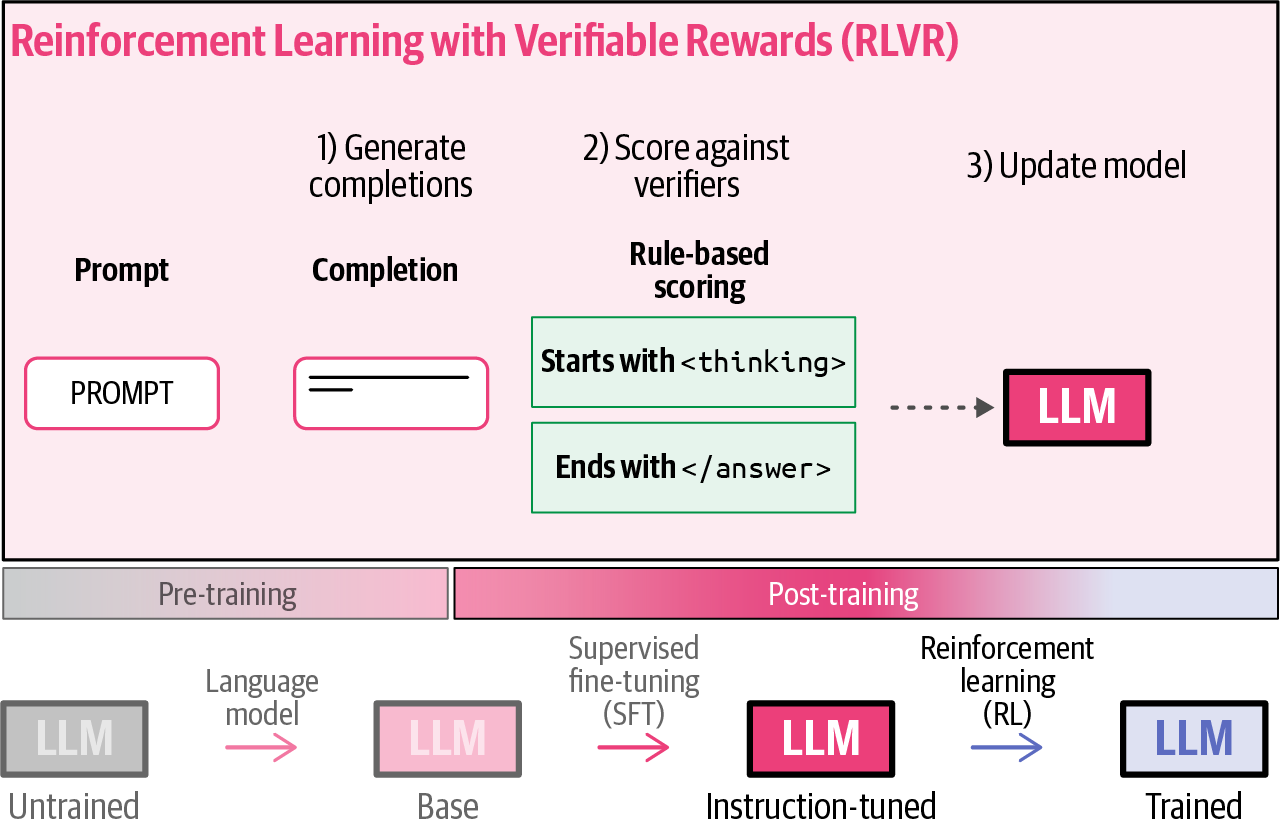 Reinforcement Learning with Verifiable Rewards (RLVR)
1) Generate
completions
2) Score against
verifiers
3) Update model
Prompt
Completion
Rule-based
scoring
PROMPT
Starts with <thinking>
Ends with </answer>
LLM
Pre-training
Post-training
Language
model
Supervised
fine-tuning
(SFT)
Reinforcement
learning
(RL)
LLM
LLM
LLM
LLM
Untrained
Base
Instruction-tuned
Trained